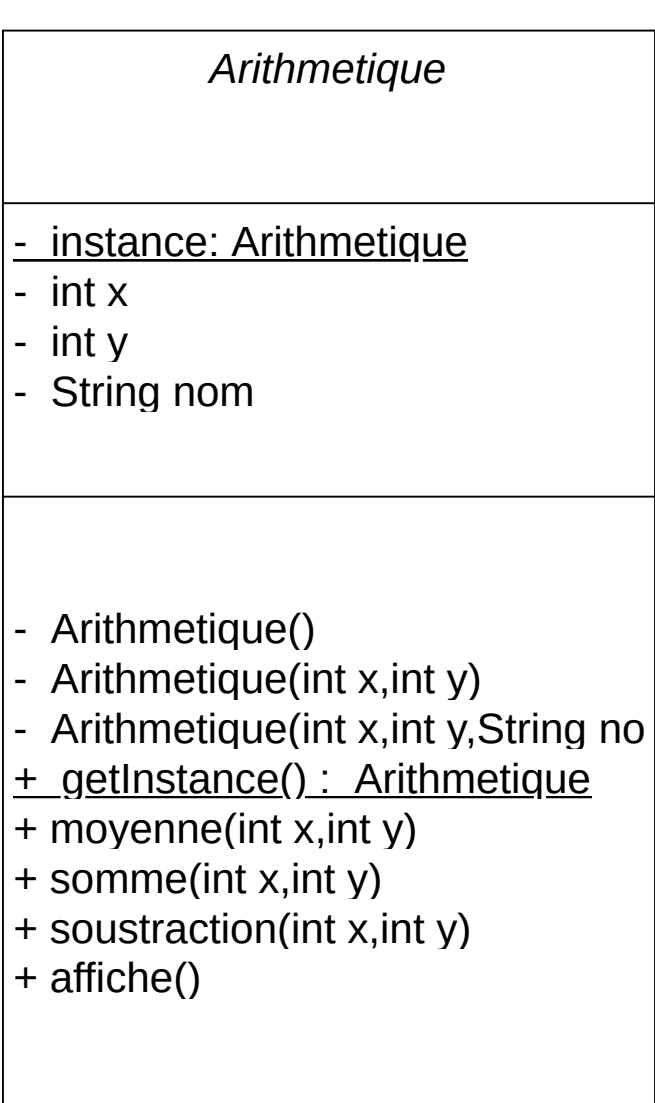 Arithmetique
- instance: Arithmetique
- int x
- int y
- String nom
- Arithmetique()
- Arithmetique(int x,int y)
- Arithmetique(int x,int y,String no
+ getInstance() : Arithmetique
+ moyenne(int x,int y)
+ somme(int x,int y)
+ soustraction(int x,int y)
+ affiche()